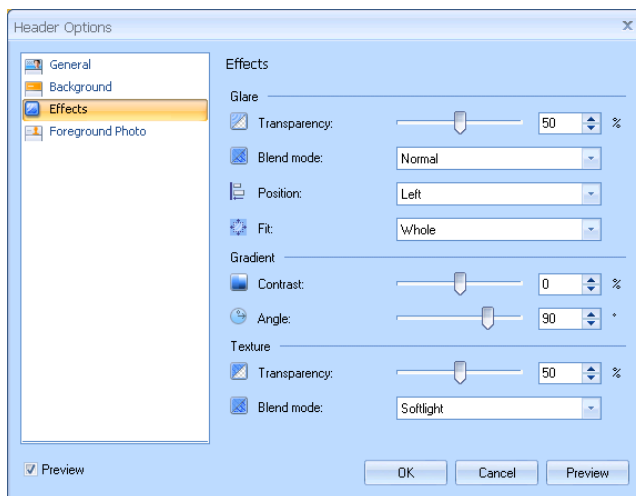 Header Options x
General
Background
Effects
Foreground Photo
Effects
Glare
Transparency: 50 %
Blend mode: Normal
Position: Left
Fit: Whole
Gradient
Contrast: 0 %
Angle: 90 °
Texture
Transparency: 50 %
Blend mode: Softlight
Preview
OK Cancel Preview